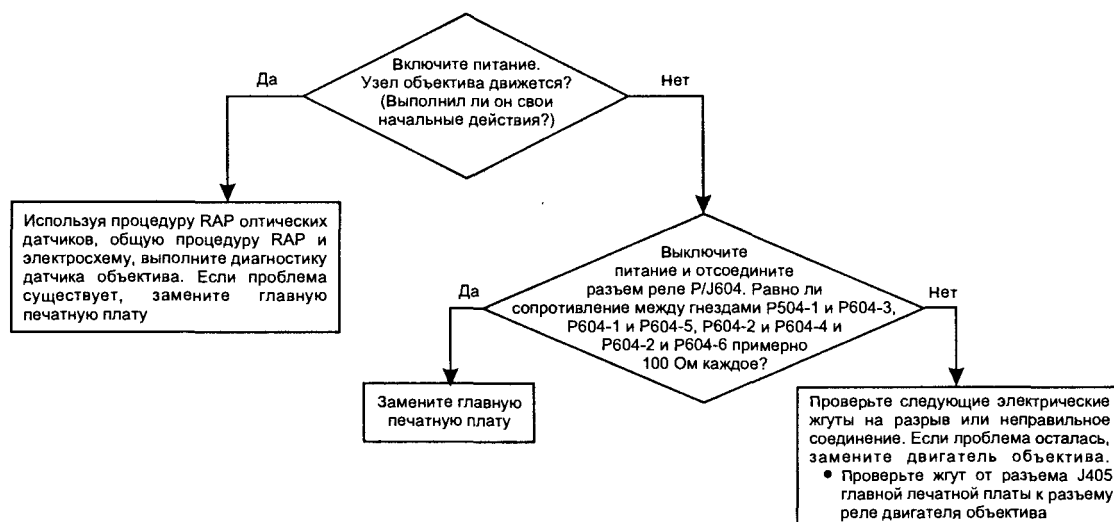 Включите питание.
Узел объектива движется?
(Выполнил ли он свои
начальные действия?)
Да
Нет
Используя процедуру RAP олтических
датчиков, общую процедуру RAP и
электросхему, выполните диагностику
датчика объектива. Если проблема
существует, замените главную
печатную плату
Выключите
питание и отсоедините
разъем реле P/J604. Равно ли
сопротивление между гнездами P504-1 и P604-3,
P604-1 и P604-5, P604-2 и P604-4 и
P604-2 и P604-6 примерно
100 Ом каждое?
Да
Нет
Замените главную
печатную плату
Проверьте следующие электрические
жгуты на разрыв или неправильное
соединение. Если проблема осталась,
замените двигатель объектива.
• Проверьте жгут от разъема J405
главной лечатной платы к разъему
реле двигателя объектива